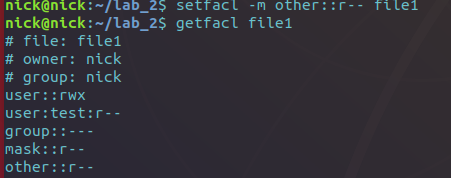 nick@nick:~/lab_2$ setfacl -m other::r-- file1
nick@nick:~/lab_2$ getfacl file1
# file: file1
# owner: nick
# group: nick
user::rwx
user:test:r--
group::---
mask::r--
other::r--